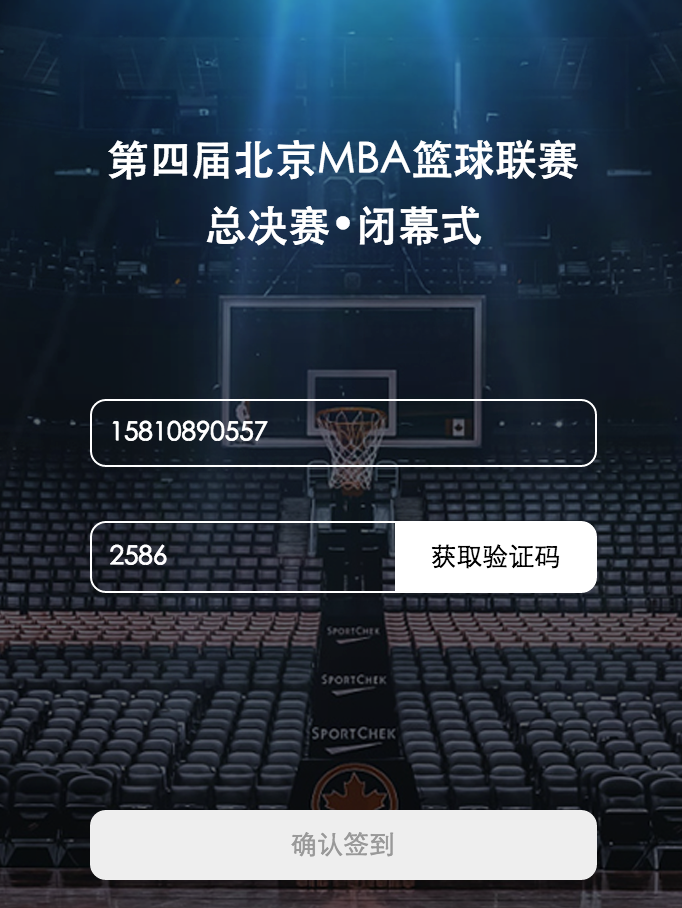 第四届北京MBA篮球联赛
总决赛•闭幕式
15810890557
2586 获取验证码
SPORTCHEK
SPORTCHEK
SPORTCHEK
确认签到